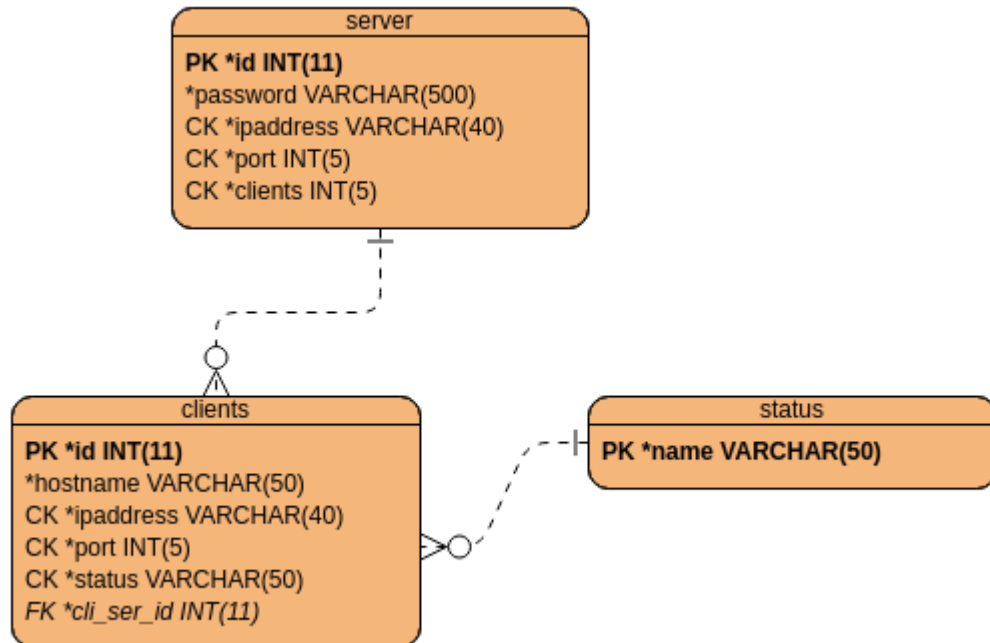 server
PK *id INT(11)
*password VARCHAR(500)
CK *ipaddress VARCHAR(40)
CK *port INT(5)
CK *clients INT(5)
clients
PK *id INT(11)
*hostname VARCHAR(50)
CK *ipaddress VARCHAR(40)
CK *port INT(5)
CK *status VARCHAR(50)
FK *cli_ser_id INT(11)
status
PK *name VARCHAR(50)